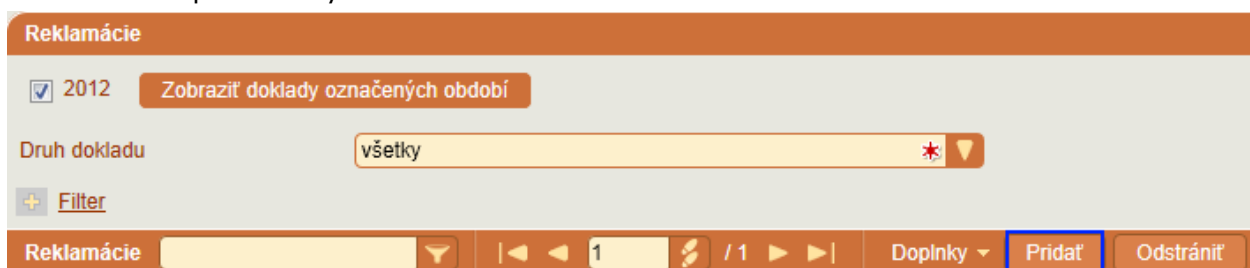 Reklamácie
2012 Zobraziť doklady označených období
Druh dokladu všetky
Filter
Reklamácie 1 / 1 Doplnky Pridať Odstrániť